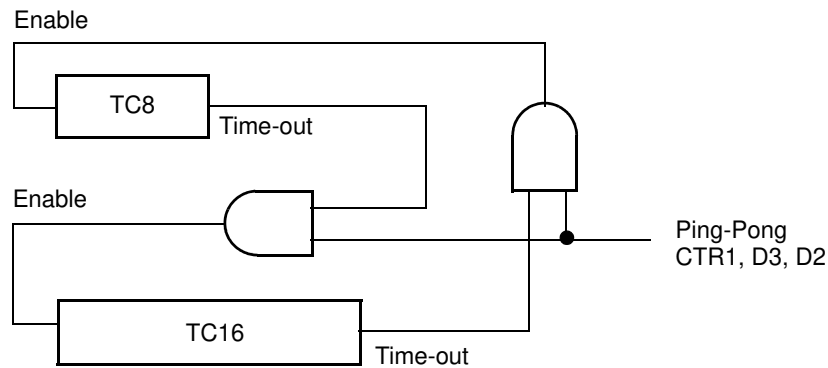 Enable
TC8
Time-out
Enable
Ping-Pong
CTR1, D3, D2
TC16
Time-out